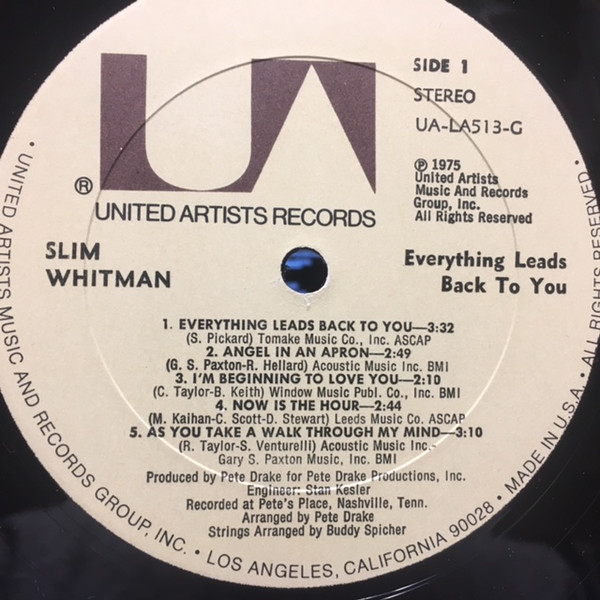 UA
®
UNITED ARTISTS RECORDS
SIDE 1
STEREO
UA-LA513-G
℗ 1975
United Artists
Music And Records
Group, Inc.
All Rights Reserved
SLIM
WHITMAN
Everything Leads
Back To You
1. EVERYTHING LEADS BACK TO YOU—3:32
(S. Pickard) Tomake Music Co., Inc. ASCAP
2. ANGEL IN AN APRON—2:49
(G. S. Paxton-R. Hellard) Acoustic Music Inc. BMI
3. I'M BEGINNING TO LOVE YOU—2:10
(C. Taylor-B. Keith) Window Music Publ. Co., Inc. BMI
4. NOW IS THE HOUR—2:44
(M. Kaihan-C. Scott-D. Stewart) Leeds Music Co. ASCAP
5. AS YOU TAKE A WALK THROUGH MY MIND—3:10
(R. Taylor-S. Venturelli) Acoustic Music Inc.-
Gary S. Paxton Music, Inc. BMI
Produced by Pete Drake for Pete Drake Productions, Inc.
Engineer: Stan Kesler
Recorded at Pete's Place, Nashville, Tenn.
Arranged by Pete Drake
Strings Arranged by Buddy Spicher
• UNITED ARTISTS MUSIC AND RECORDS GROUP, INC. • LOS ANGELES, CALIFORNIA 90028 • MADE IN U.S.A. • ALL RIGHTS RESERVED •